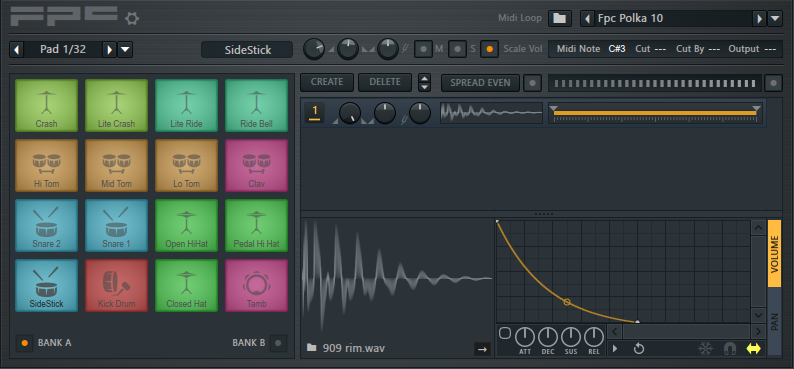 FPC
Midi Loop
Fpc Polka 10
Pad 1/32
SideStick
M
S
Scale Vol
Midi Note C#3 Cut --- Cut By --- Output ---
CREATE
DELETE
SPREAD EVEN
1
Crash
Lite Crash
Lite Ride
Ride Bell
Hi Tom
Mid Tom
Lo Tom
Clav
Snare 2
Snare 1
Open HiHat
Pedal Hi Hat
SideStick
Kick Drum
Closed Hat
Tamb
BANK A
BANK B
909 rim.wav
VOLUME
PAN
ATT
DEC
SUS
REL